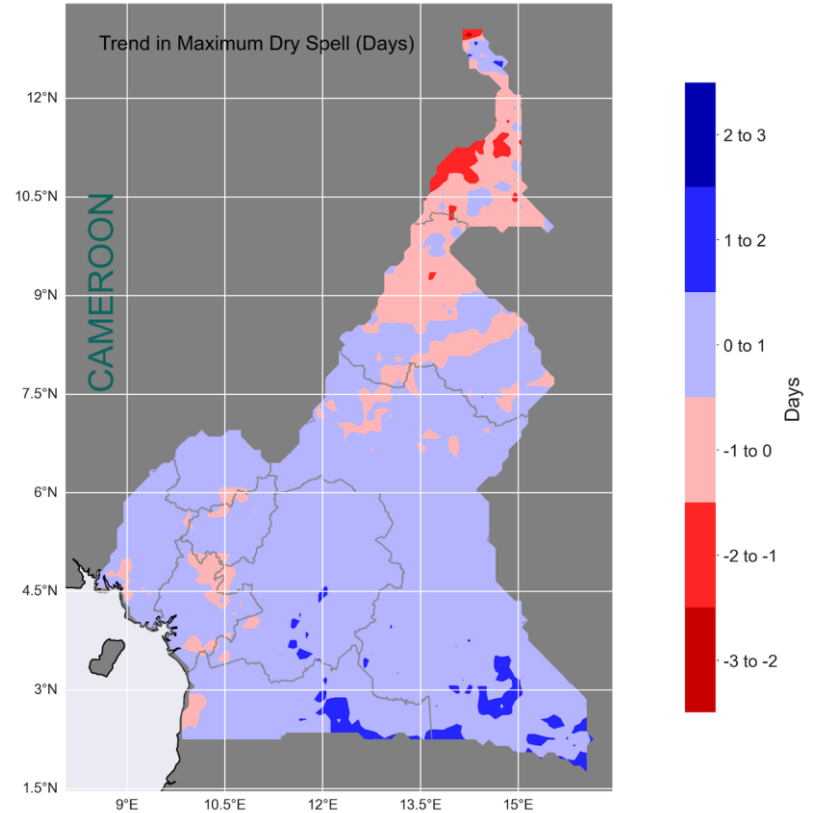 Trend in Maximum Dry Spell (Days)
CAMEROON
12°N
10.5°N
9°N
7.5°N
6°N
4.5°N
3°N
1.5°N
9°E
10.5°E
12°E
13.5°E
15°E
2 to 3
1 to 2
0 to 1
-1 to 0
-2 to -1
-3 to -2
Days